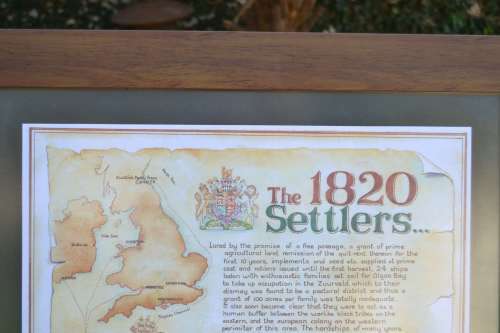 The 1820
Settlers...
Lured by the promise of a free passage, a grant of prime
agricultural land, remission of the quit-rent thereon for the
first 10 years, implements and seed etc. supplied at prime
cost and rations issued until the first harvest, 24 ships
laden with enthusiastic families set sail for Algoa Bay
to take up occupation in the Zuurveld, which to their
dismay was found to be a pastoral district and thus a
grant of 100 acres per family was totally inadequate.
It also soon became clear that they were to act as a
human buffer between the warlike black tribes on the
eastern, and the european colony on the western
perimeter of this area. The hardships of many years